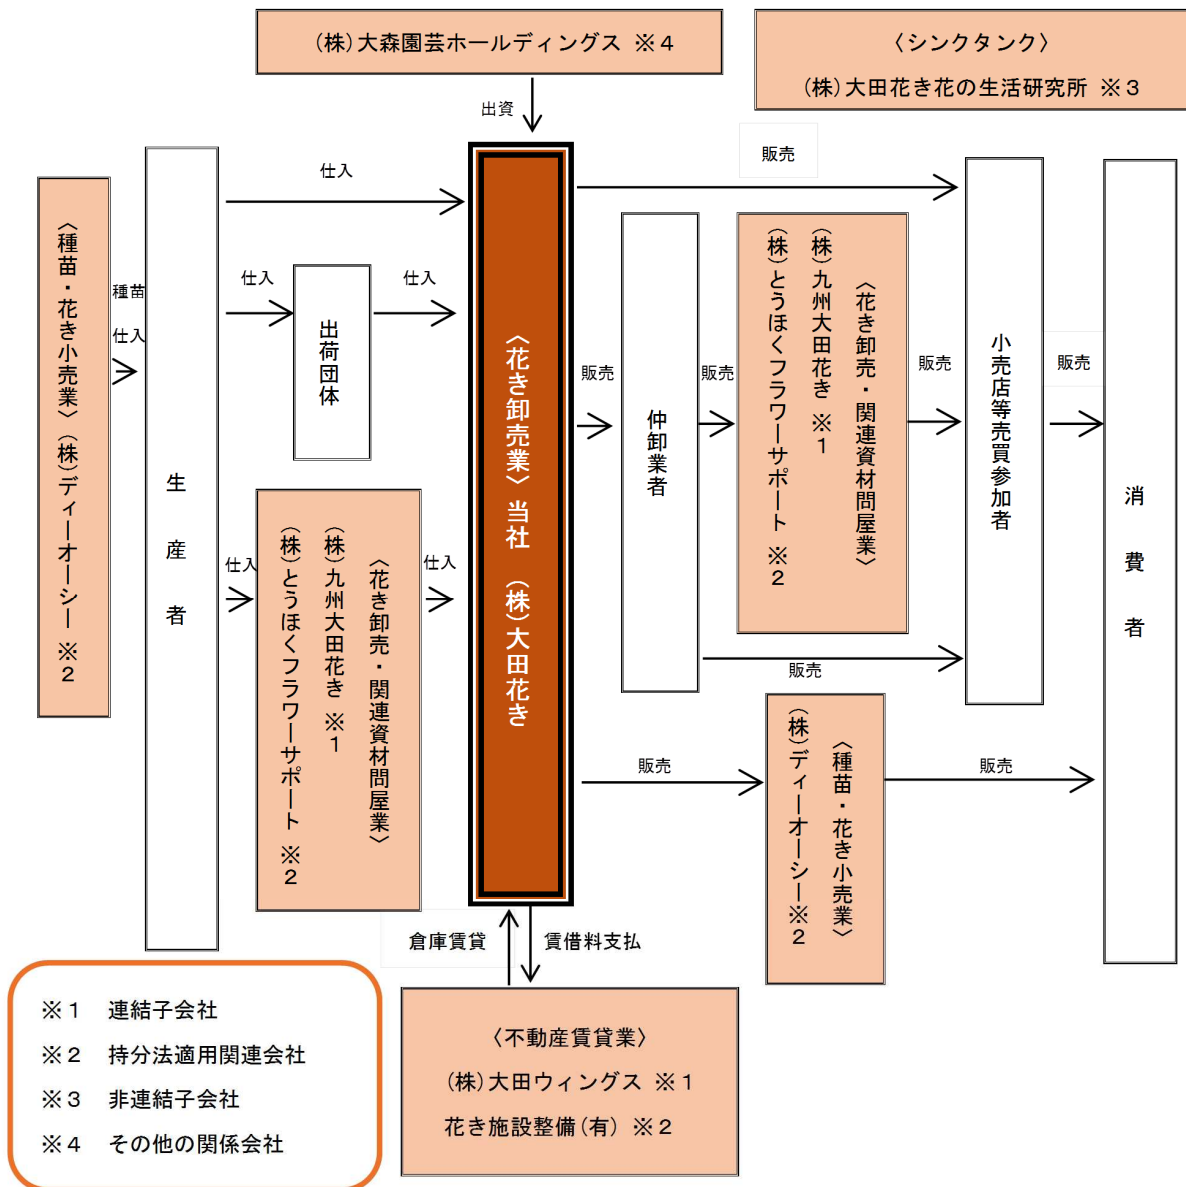 (株)大森園芸ホールディングス ※４
〈シンクタンク〉
(株)大田花き花の生活研究所 ※３
出資
〈種苗・花き小売業〉(株)ディーオーシー ※２
種苗
仕入
生産者
仕入
仕入
出荷団体
仕入
仕入
〈花き卸売・関連資材問屋業〉
(株)九州大田花き ※１
(株)とうほくフラワーサポート ※２
仕入
〈花き卸売業〉当社 (株)大田花き
販売
販売
仲卸業者
販売
〈花き卸売・関連資材問屋業〉
(株)九州大田花き ※１
(株)とうほくフラワーサポート ※２
販売
販売
小売店等売買参加者
販売
消費者
販売
〈種苗・花き小売業〉
(株)ディーオーシー※２
販売
倉庫賃貸
賃借料支払
〈不動産賃貸業〉
(株)大田ウィングス ※１
花き施設整備(有) ※２
※１ 連結子会社
※２ 持分法適用関連会社
※３ 非連結子会社
※４ その他の関係会社